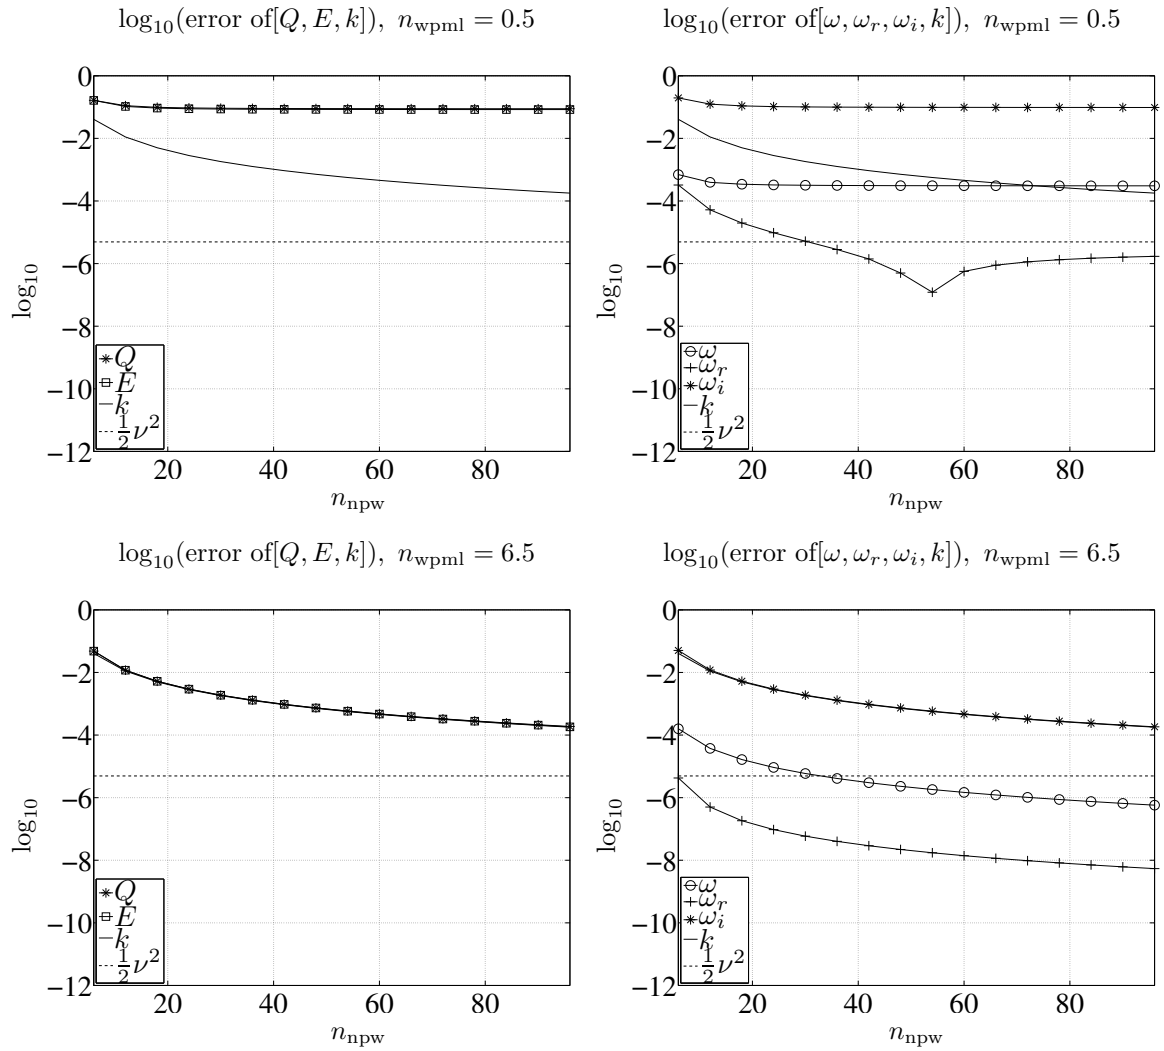 log₁₀(error of[Q, E, k]), n_wpml = 0.5
0
−2
−4
−6
−8
−10
−12
log₁₀
Q
E
k
½ν²
20
40
60
80
n_npw
log₁₀(error of[ω, ω_r, ω_i, k]), n_wpml = 0.5
0
−2
−4
−6
−8
−10
−12
log₁₀
ω
ω_r
ω_i
k
½ν²
20
40
60
80
n_npw
log₁₀(error of[Q, E, k]), n_wpml = 6.5
0
−2
−4
−6
−8
−10
−12
log₁₀
Q
E
k
½ν²
20
40
60
80
n_npw
log₁₀(error of[ω, ω_r, ω_i, k]), n_wpml = 6.5
0
−2
−4
−6
−8
−10
−12
log₁₀
ω
ω_r
ω_i
k
½ν²
20
40
60
80
n_npw